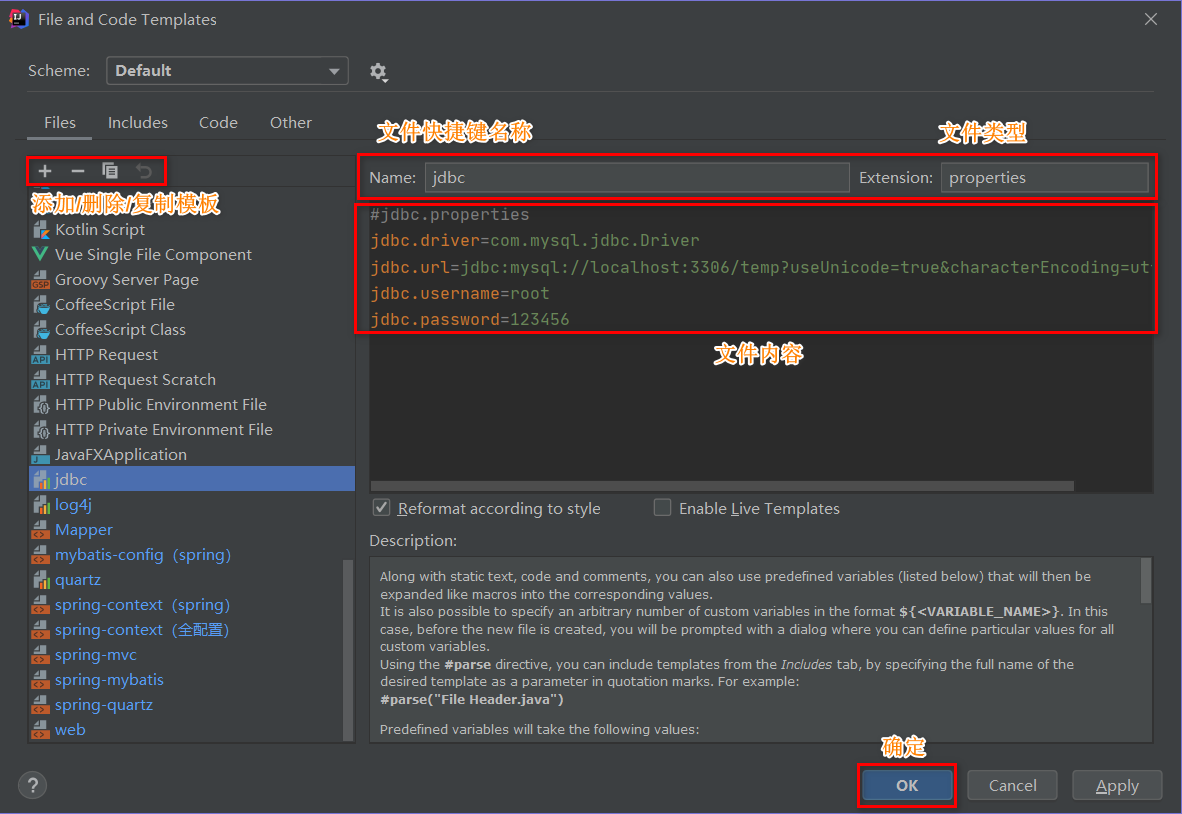 File and Code Templates
Scheme: Default
Files Includes Code Other
文件快捷键名称
文件类型
Name: jdbc Extension: properties
添加/删除/复制模板
Kotlin Script
Vue Single File Component
Groovy Server Page
CoffeeScript File
CoffeeScript Class
HTTP Request
HTTP Request Scratch
HTTP Public Environment File
HTTP Private Environment File
JavaFXApplication
jdbc
log4j
Mapper
mybatis-config (spring)
quartz
spring-context (spring)
spring-context (全配置)
spring-mvc
spring-mybatis
spring-quartz
web
#jdbc.properties
jdbc.driver=com.mysql.jdbc.Driver
jdbc.url=jdbc:mysql://localhost:3306/temp?useUnicode=true&characterEncoding=ut
jdbc.username=root
jdbc.password=123456
文件内容
Reformat according to style Enable Live Templates
Description:
Along with static text, code and comments, you can also use predefined variables (listed below) that will then be
expanded like macros into the corresponding values.
It is also possible to specify an arbitrary number of custom variables in the format ${<VARIABLE_NAME>}. In this
case, before the new file is created, you will be prompted with a dialog where you can define particular values for all
custom variables.
Using the #parse directive, you can include templates from the Includes tab, by specifying the full name of the
desired template as a parameter in quotation marks. For example:
#parse("File Header.java")
Predefined variables will take the following values:
确定
? OK Cancel Apply